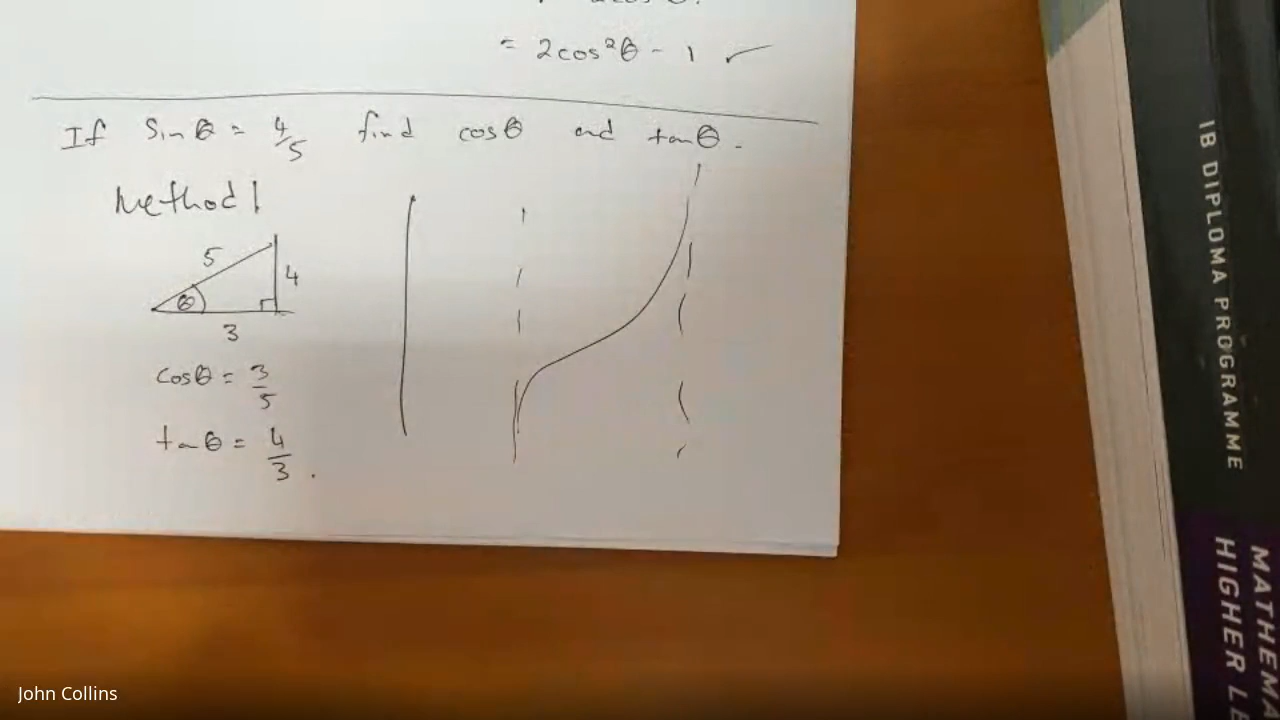 = 2cos²θ - 1 ✓
If Sinθ = 4/5 find cosθ and tanθ.
Method 1
5
4
θ
3
cosθ = 3/5
tanθ = 4/3.
IB DIPLOMA PROGRAMME
MATHEMA
HIGHER LE
John Collins